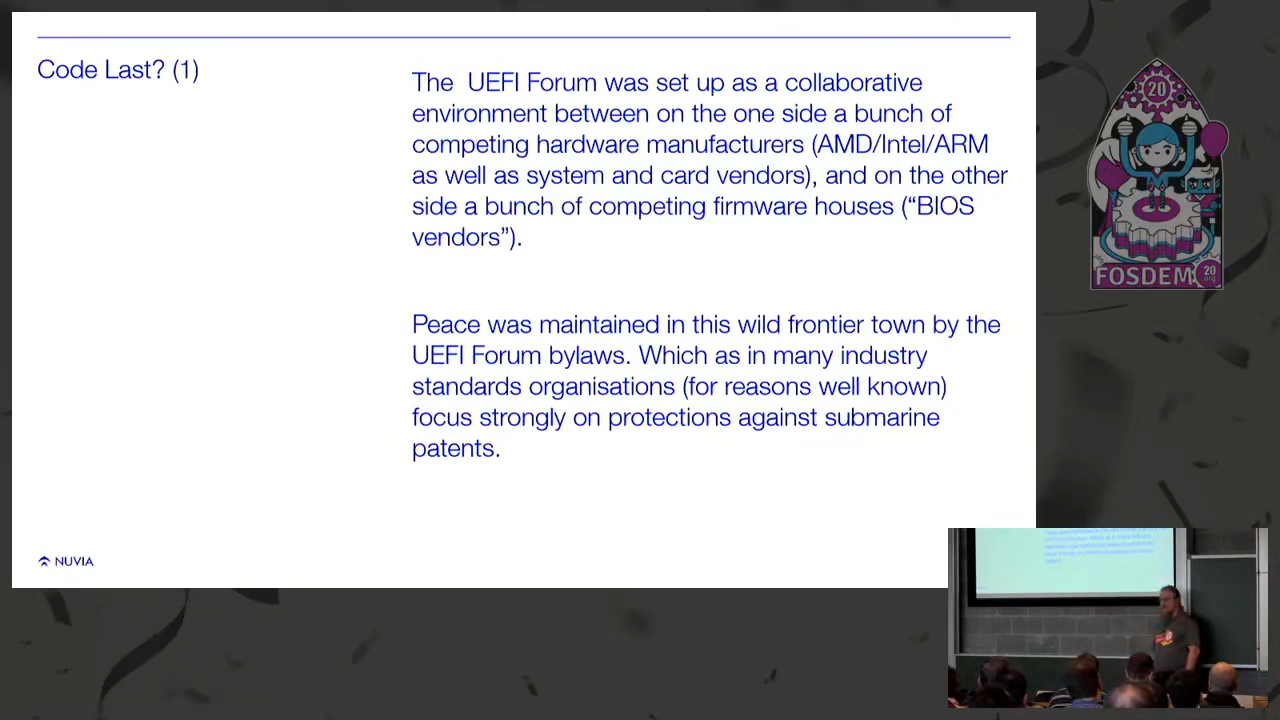 Code Last? (1)
The  UEFI Forum was set up as a collaborative
environment between on the one side a bunch of
competing hardware manufacturers (AMD/Intel/ARM
as well as system and card vendors), and on the other
side a bunch of competing firmware houses (“BIOS
vendors”).
Peace was maintained in this wild frontier town by the
UEFI Forum bylaws. Which as in many industry
standards organisations (for reasons well known)
focus strongly on protections against submarine
patents.
NUVIA
20
FOSDEM
20
.org